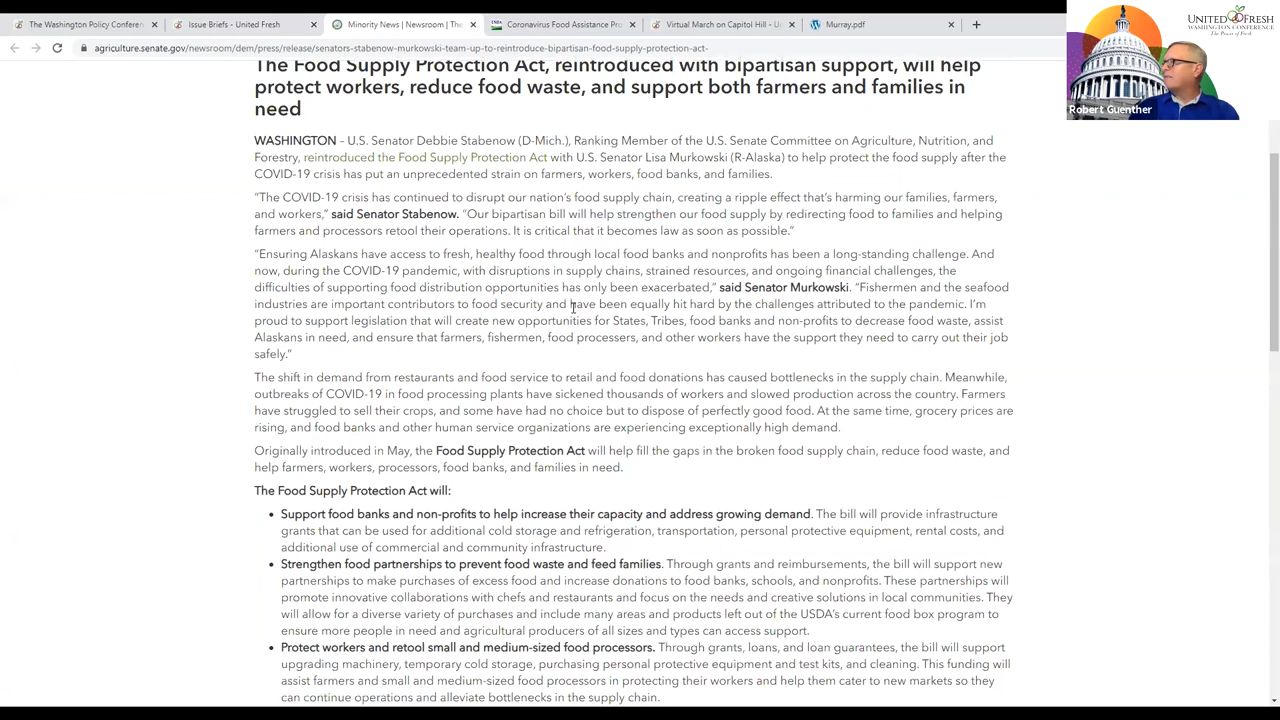 The Washington Policy Conferen
Issue Briefs - United Fresh
Minority News | Newsroom | The
Coronavirus Food Assistance Pro
Virtual March on Capitol Hill - U
Murray.pdf
agriculture.senate.gov/newsroom/dem/press/release/senators-stabenow-murkowski-team-up-to-reintroduce-bipartisan-food-supply-protection-act-
UNITED FRESH
WASHINGTON CONFERENCE
The Power of Fresh
Robert Guenther
The Food Supply Protection Act, reintroduced with bipartisan support, will help
protect workers, reduce food waste, and support both farmers and families in
need
WASHINGTON – U.S. Senator Debbie Stabenow (D-Mich.), Ranking Member of the U.S. Senate Committee on Agriculture, Nutrition, and
Forestry, reintroduced the Food Supply Protection Act with U.S. Senator Lisa Murkowski (R-Alaska) to help protect the food supply after the
COVID-19 crisis has put an unprecedented strain on farmers, workers, food banks, and families.
“The COVID-19 crisis has continued to disrupt our nation’s food supply chain, creating a ripple effect that’s harming our families, farmers,
and workers,” said Senator Stabenow. “Our bipartisan bill will help strengthen our food supply by redirecting food to families and helping
farmers and processors retool their operations. It is critical that it becomes law as soon as possible.”
“Ensuring Alaskans have access to fresh, healthy food through local food banks and nonprofits has been a long-standing challenge. And
now, during the COVID-19 pandemic, with disruptions in supply chains, strained resources, and ongoing financial challenges, the
difficulties of supporting food distribution opportunities has only been exacerbated,” said Senator Murkowski. “Fishermen and the seafood
industries are important contributors to food security and have been equally hit hard by the challenges attributed to the pandemic. I’m
proud to support legislation that will create new opportunities for States, Tribes, food banks and non-profits to decrease food waste, assist
Alaskans in need, and ensure that farmers, fishermen, food processers, and other workers have the support they need to carry out their job
safely.”
The shift in demand from restaurants and food service to retail and food donations has caused bottlenecks in the supply chain. Meanwhile,
outbreaks of COVID-19 in food processing plants have sickened thousands of workers and slowed production across the country. Farmers
have struggled to sell their crops, and some have had no choice but to dispose of perfectly good food. At the same time, grocery prices are
rising, and food banks and other human service organizations are experiencing exceptionally high demand.
Originally introduced in May, the Food Supply Protection Act will help fill the gaps in the broken food supply chain, reduce food waste, and
help farmers, workers, processors, food banks, and families in need.
The Food Supply Protection Act will:
• Support food banks and non-profits to help increase their capacity and address growing demand. The bill will provide infrastructure
grants that can be used for additional cold storage and refrigeration, transportation, personal protective equipment, rental costs, and
additional use of commercial and community infrastructure.
• Strengthen food partnerships to prevent food waste and feed families. Through grants and reimbursements, the bill will support new
partnerships to make purchases of excess food and increase donations to food banks, schools, and nonprofits. These partnerships will
promote innovative collaborations with chefs and restaurants and focus on the needs and creative solutions in local communities. They
will allow for a diverse variety of purchases and include many areas and products left out of the USDA’s current food box program to
ensure more people in need and agricultural producers of all sizes and types can access support.
• Protect workers and retool small and medium-sized food processors. Through grants, loans, and loan guarantees, the bill will support
upgrading machinery, temporary cold storage, purchasing personal protective equipment and test kits, and cleaning. This funding will
assist farmers and small and medium-sized food processors in protecting their workers and help them cater to new markets so they
can continue operations and alleviate bottlenecks in the supply chain.